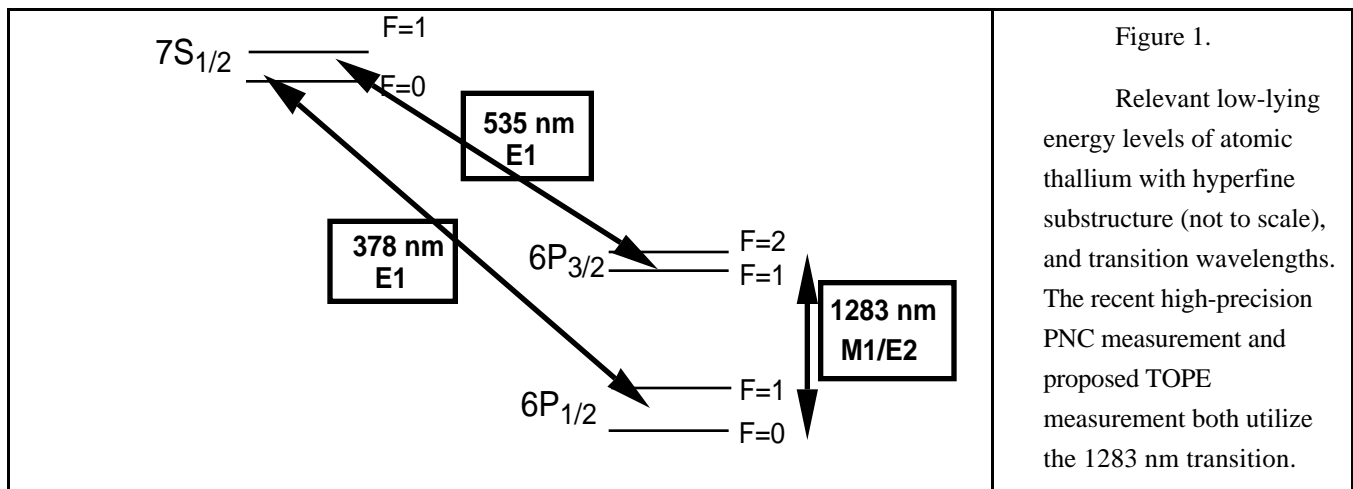 F=1
7S1/2
F=0
535 nm
E1
378 nm
E1
6P3/2
F=2
F=1
1283 nm
M1/E2
6P1/2
F=1
F=0
Figure 1.
Relevant low-lying
energy levels of atomic
thallium with hyperfine
substructure (not to scale),
and transition wavelengths.
The recent high-precision
PNC measurement and
proposed TOPE
measurement both utilize
the 1283 nm transition.